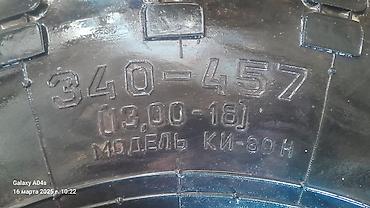 340-457
(13,00-18)
МОДЕЛЬ КИ-80Н
Galaxy A04s
16 марта 2025 г. 10:22